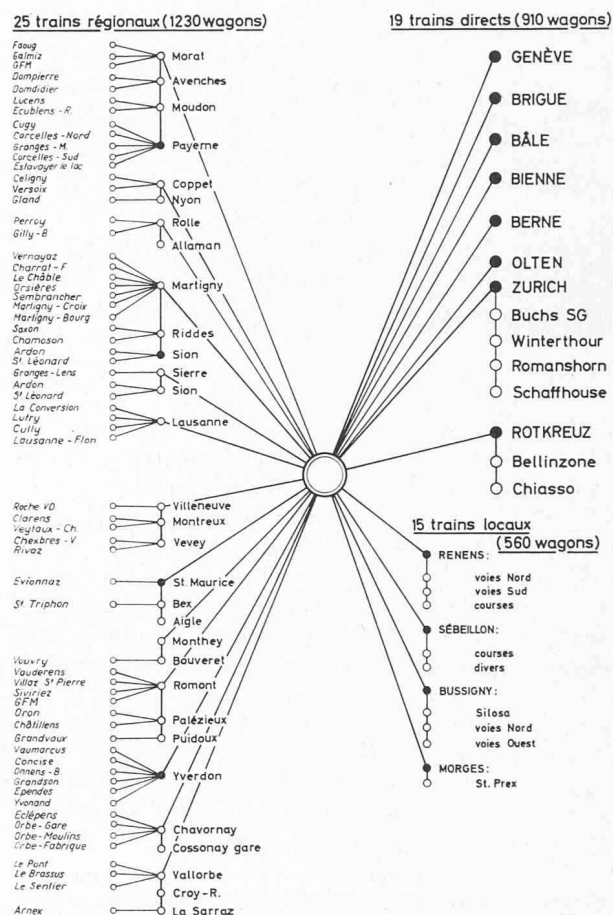 25 trains régionaux (1230 wagons)
Faoug
Galmiz
GFM
Morat
Dompierre
Domdidier
Avenches
Lucens
Ecublens - R.
Moudon
Cugy
Corcelles - Nord
Granges - M.
Corcelles - Sud
Estavayer le lac
Payerne
Céligny
Versoix
Coppet
Gland
Nyon
Perroy
Gilly - B
Rolle
Allaman
Vernayaz
Charrat - F
Le Châble
Orsières
Sembrancher
Martigny - Croix
Martigny - Bourg
Martigny
Saxon
Chamoson
Riddes
Ardon
St. Léonard
Sion
Granges - Lens
Sierre
Ardon
St. Léonard
Sion
La Conversion
Lutry
Cully
Lausanne - Flon
Lausanne
Roche VD
Villeneuve
Clarens
Veytaux - Ch.
Montreux
Chexbres - V
Rivaz
Vevey
Evionnaz
St. Maurice
St. Triphon
Bex
Aigle
Monthey
Vouvry
Bouveret
Vauderens
Villaz St Pierre
Siviriez
GFM
Romont
Oron
Châtillens
Palézieux
Grandvaux
Puidoux
Vaumarcus
Concise
Onnens - B.
Grandson
Ependes
Yvonand
Yverdon
Eclépens
Orbe - Gare
Orbe - Moulins
Orbe - Fabrique
Chavornay
Cossonay gare
Le Pont
Le Brassus
Le Sentier
Vallorbe
Croy - R.
Arnex
La Sarraz
19 trains directs (910 wagons)
GENÈVE
BRIGUE
BÂLE
BIENNE
BERNE
OLTEN
ZURICH
Buchs SG
Winterthour
Romanshorn
Schaffhouse
ROTKREUZ
Bellinzone
Chiasso
15 trains locaux
(560 wagons)
RENENS:
voies Nord
voies Sud
courses
SÉBEILLON:
courses
divers
BUSSIGNY:
Silosa
voies Nord
voies Ouest
MORGES:
St. Prex